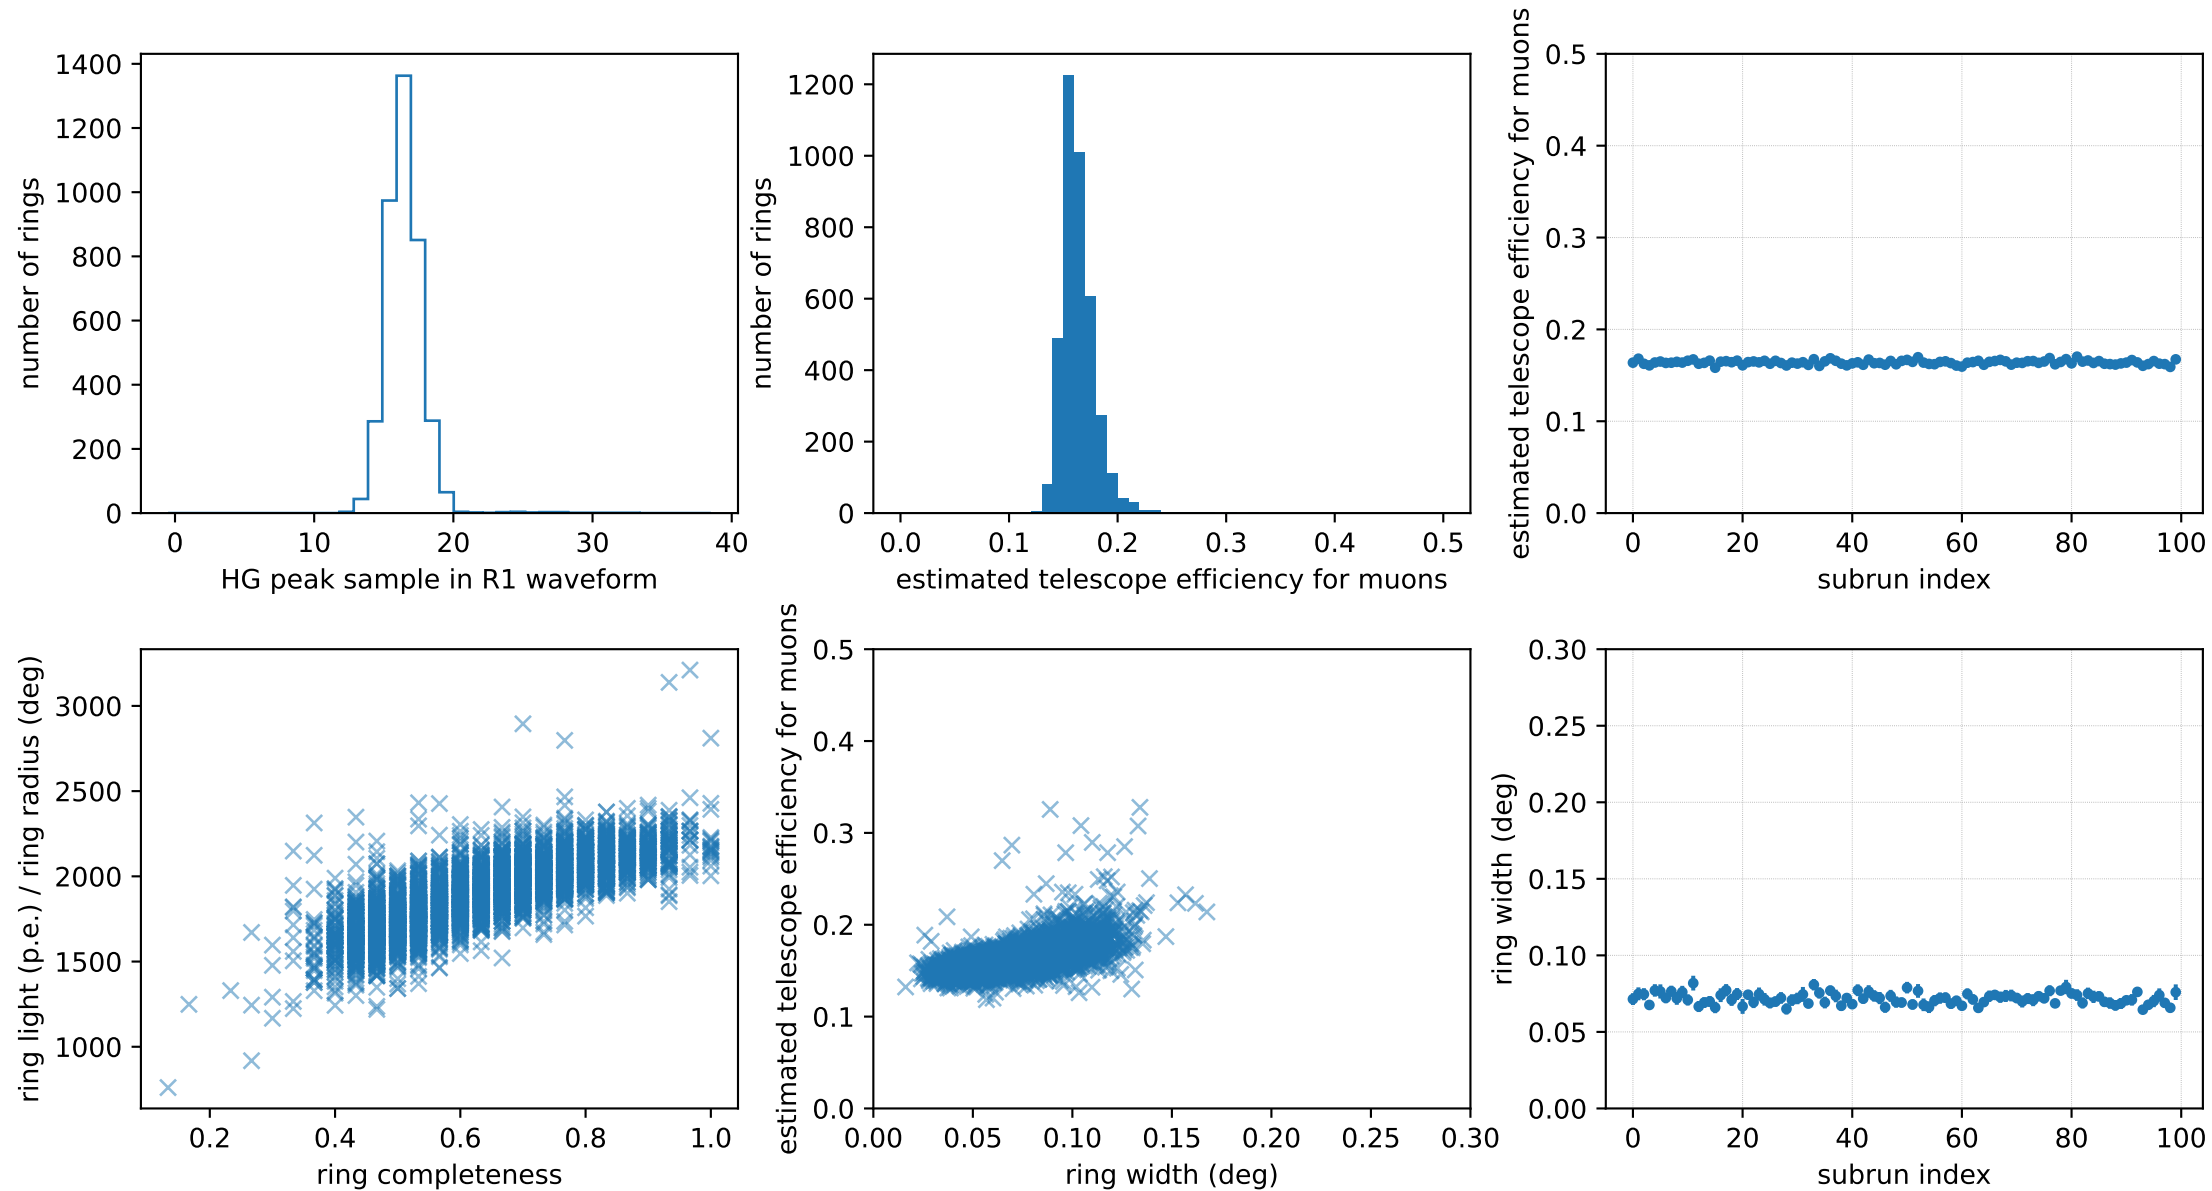 1400
1200
1000
800
600
400
200
0
number of rings
0 10 20 30 40
HG peak sample in R1 waveform
1200
1000
800
600
400
200
0
number of rings
0.0 0.1 0.2 0.3 0.4 0.5
estimated telescope efficiency for muons
0.5
0.4
0.3
0.2
0.1
0.0
estimated telescope efficiency for muons
0 20 40 60 80 100
subrun index
3000
2500
2000
1500
1000
ring light (p.e.) / ring radius (deg)
0.2 0.4 0.6 0.8 1.0
ring completeness
0.5
0.4
0.3
0.2
0.1
0.0
estimated telescope efficiency for muons
0.00 0.05 0.10 0.15 0.20 0.25 0.30
ring width (deg)
0.30
0.25
0.20
0.15
0.10
0.05
0.00
ring width (deg)
0 20 40 60 80 100
subrun index